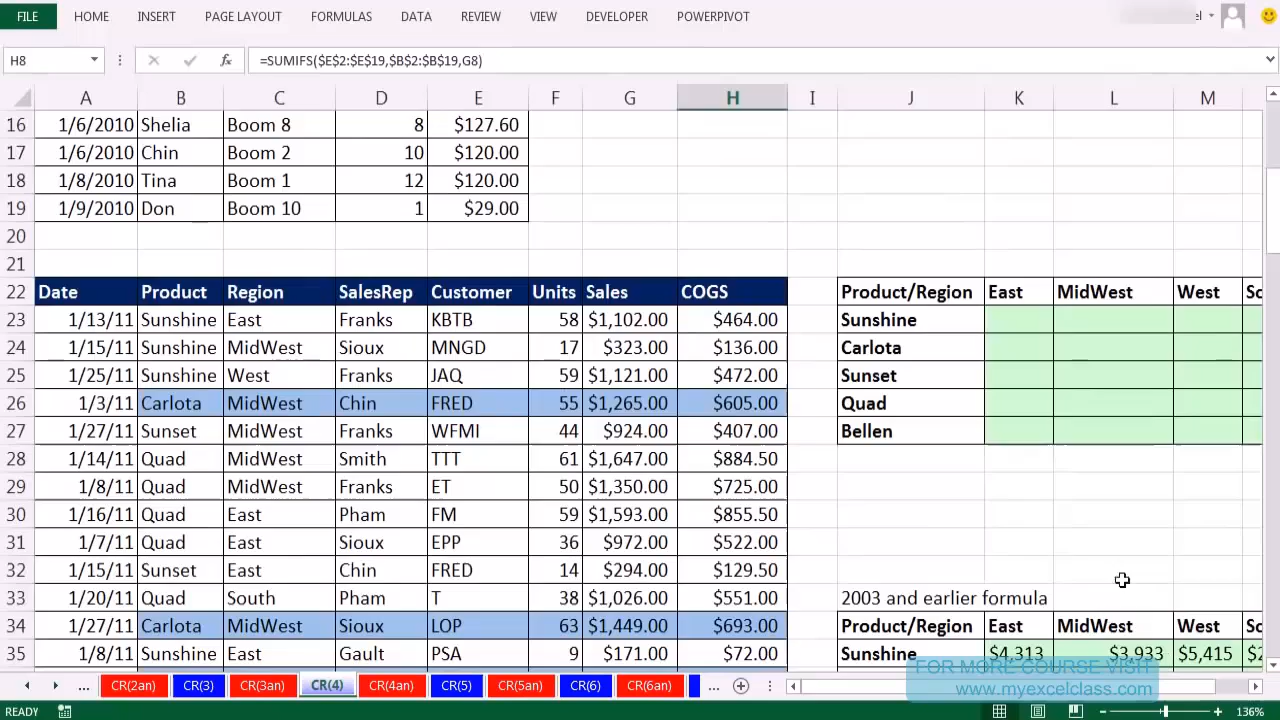 FILE HOME INSERT PAGE LAYOUT FORMULAS DATA REVIEW VIEW DEVELOPER POWERPIVOT
H8 =SUMIFS($E$2:$E$19,$B$2:$B$19,G8)
A B C D E F G H I J K L M
16 1/6/2010 Shelia Boom 8 8 $127.60
17 1/6/2010 Chin Boom 2 10 $120.00
18 1/8/2010 Tina Boom 1 12 $120.00
19 1/9/2010 Don Boom 10 1 $29.00
20
21
22 Date Product Region SalesRep Customer Units Sales COGS Product/Region East MidWest West
23 1/13/11 Sunshine East Franks KBTB 58 $1,102.00 $464.00 Sunshine
24 1/15/11 Sunshine MidWest Sioux MNGD 17 $323.00 $136.00 Carlota
25 1/25/11 Sunshine West Franks JAQ 59 $1,121.00 $472.00 Sunset
26 1/3/11 Carlota MidWest Chin FRED 55 $1,265.00 $605.00 Quad
27 1/27/11 Sunset MidWest Franks WFMI 44 $924.00 $407.00 Bellen
28 1/14/11 Quad MidWest Smith TTT 61 $1,647.00 $884.50
29 1/8/11 Quad MidWest Franks ET 50 $1,350.00 $725.00
30 1/16/11 Quad East Pham FM 59 $1,593.00 $855.50
31 1/7/11 Quad East Sioux EPP 36 $972.00 $522.00
32 1/15/11 Sunset East Chin FRED 14 $294.00 $129.50
33 1/20/11 Quad South Pham T 38 $1,026.00 $551.00 2003 and earlier formula
34 1/27/11 Carlota MidWest Sioux LOP 63 $1,449.00 $693.00 Product/Region East MidWest West
35 1/8/11 Sunshine East Gault PSA 9 $171.00 $72.00 Sunshine $4,313 $3,933 $5,415
FOR MORE COURSE VISIT
www.myexcelclass.com
... CR(2an) CR(3) CR(3an) CR(4) CR(4an) CR(5) CR(5an) CR(6) CR(6an) ...
READY 136%